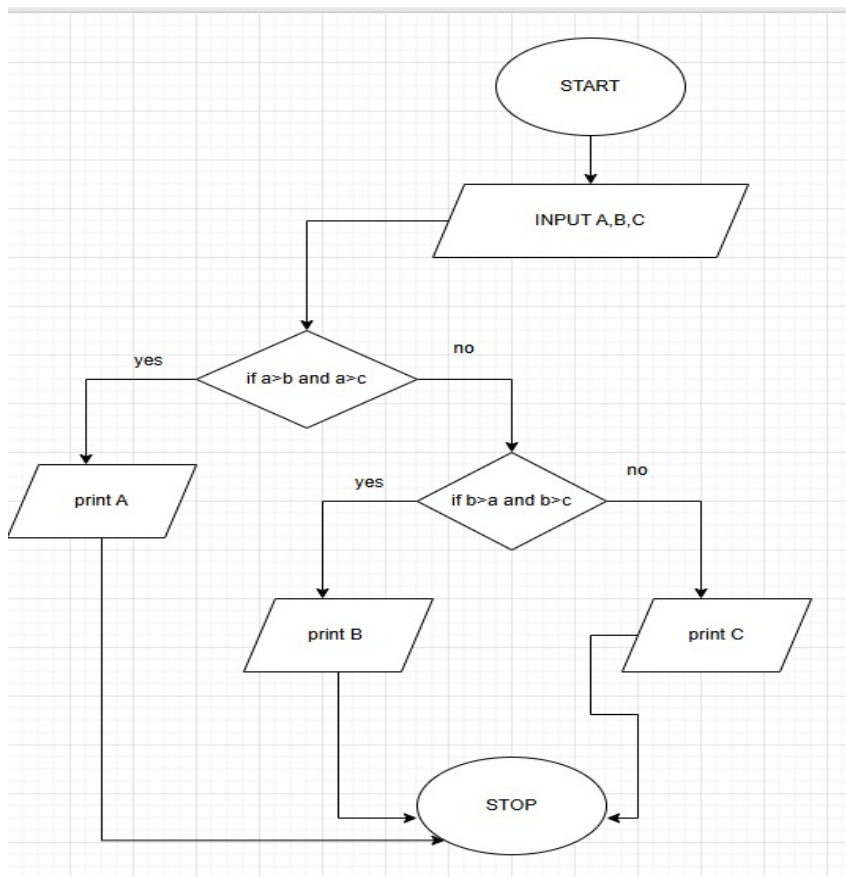 START
INPUT A,B,C
yes
no
if a>b and a>c
yes
no
print A
if b>a and b>c
print B
print C
STOP